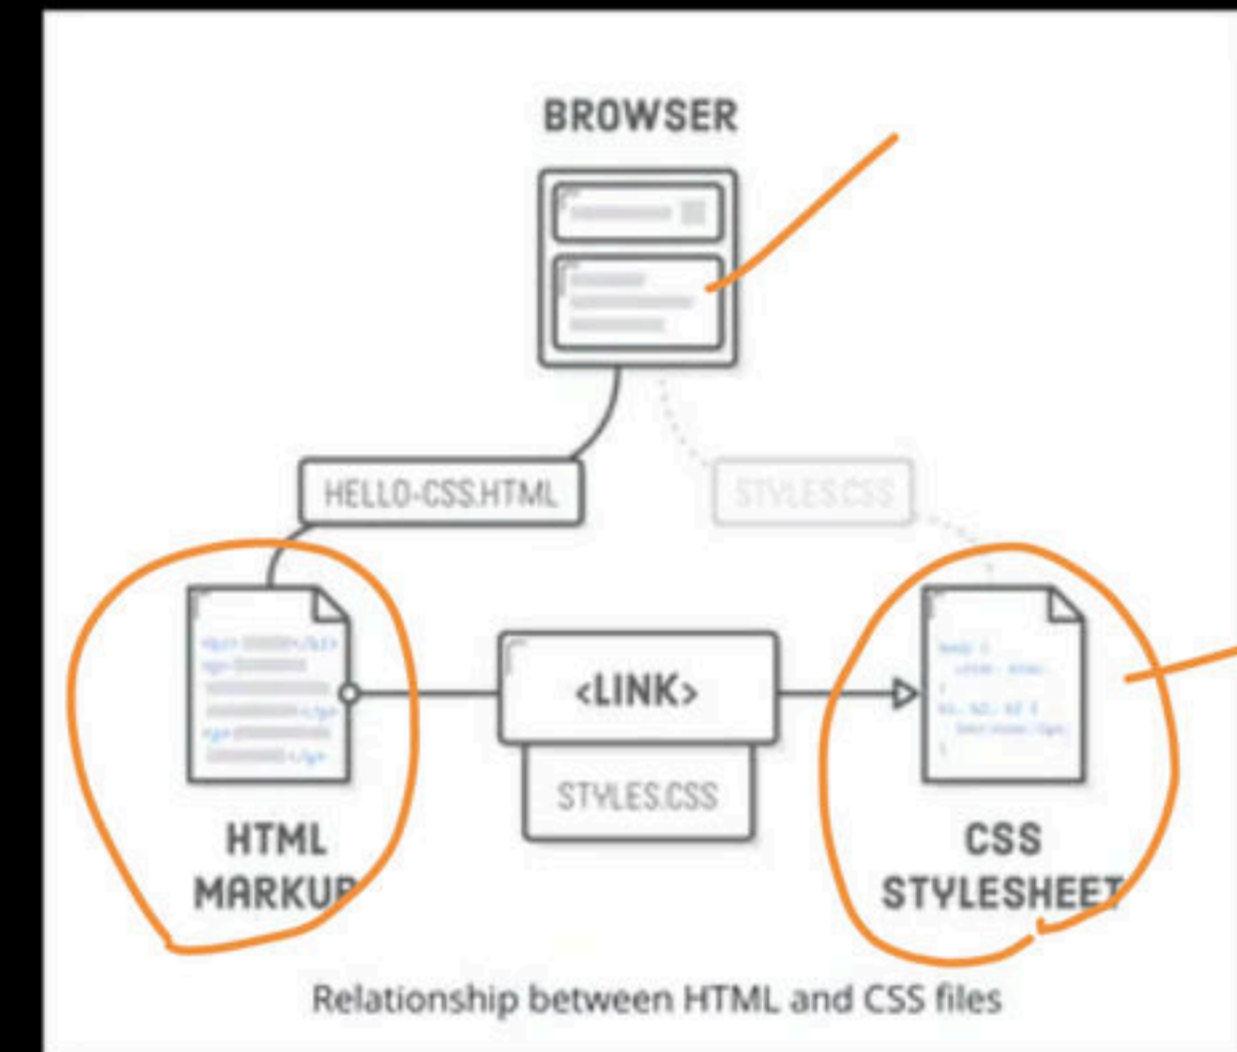 BROWSER
HELLO-CSS.HTML
STYLES.CSS
<LINK>
STYLES.CSS
HTML
MARKUP
CSS
STYLESHEET
Relationship between HTML and CSS files